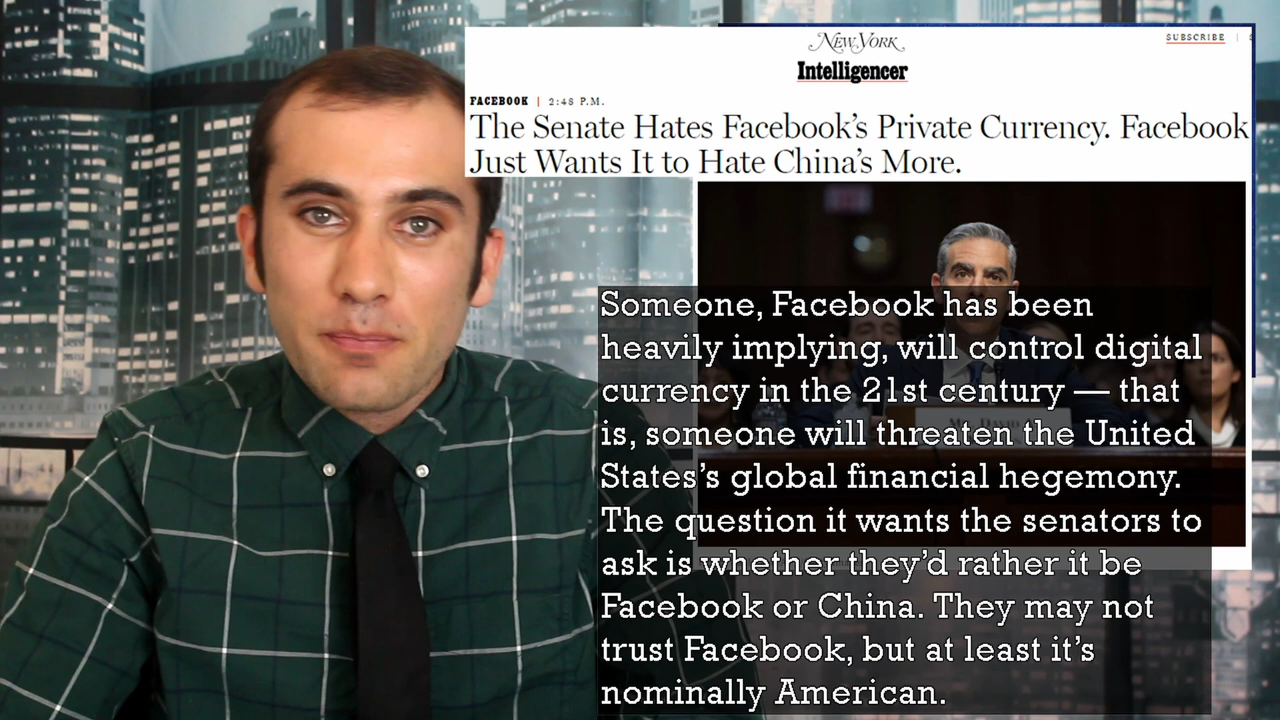 NEW YORK
Intelligencer
SUBSCRIBE
FACEBOOK | 2:48 P.M.
The Senate Hates Facebook’s Private Currency. Facebook
Just Wants It to Hate China’s More.
Someone, Facebook has been
heavily implying, will control digital
currency in the 21st century — that
is, someone will threaten the United
States’s global financial hegemony.
The question it wants the senators to
ask is whether they’d rather it be
Facebook or China. They may not
trust Facebook, but at least it’s
nominally American.